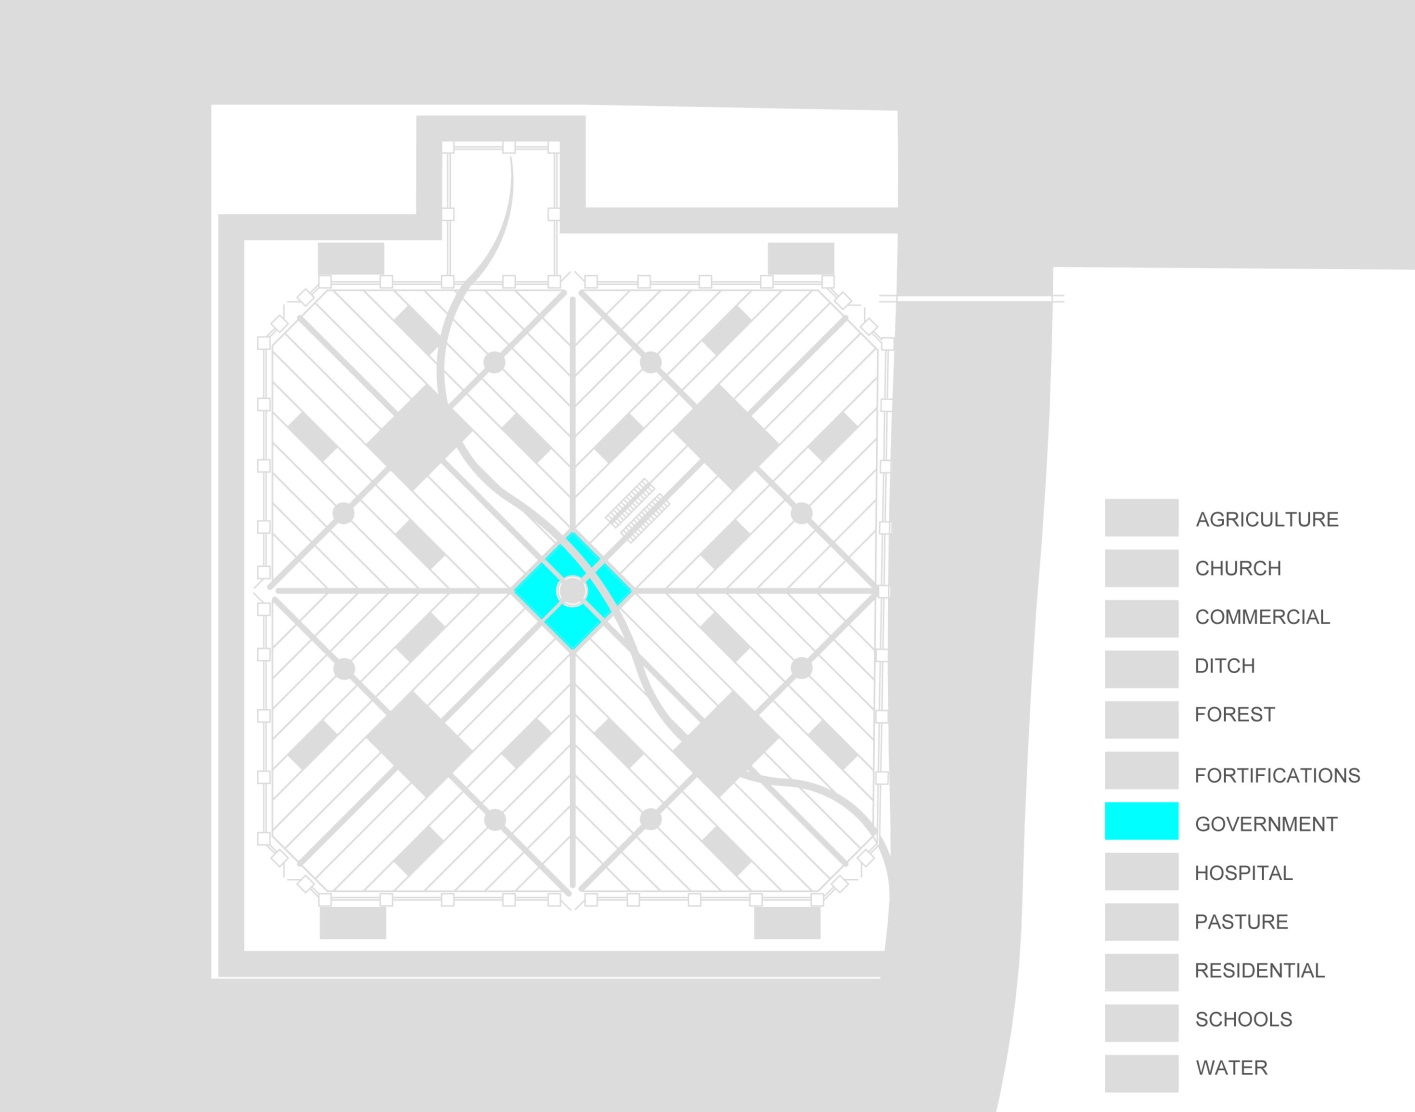 AGRICULTURE
CHURCH
COMMERCIAL
DITCH
FOREST
FORTIFICATIONS
GOVERNMENT
HOSPITAL
PASTURE
RESIDENTIAL
SCHOOLS
WATER